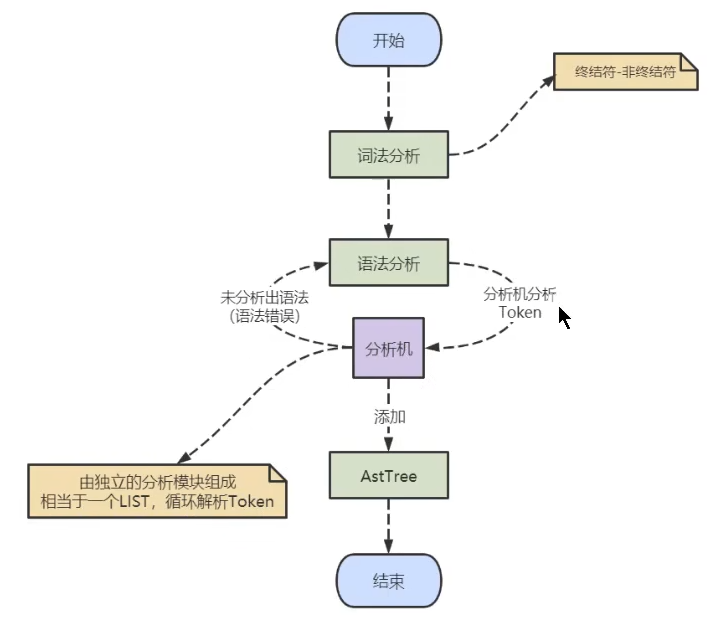 开始
终结符-非终结符
词法分析
语法分析
未分析出语法
（语法错误）
分析机分析
Token
分析机
添加
由独立的分析模块组成
相当于一个LIST，循环解析Token
AstTree
结束